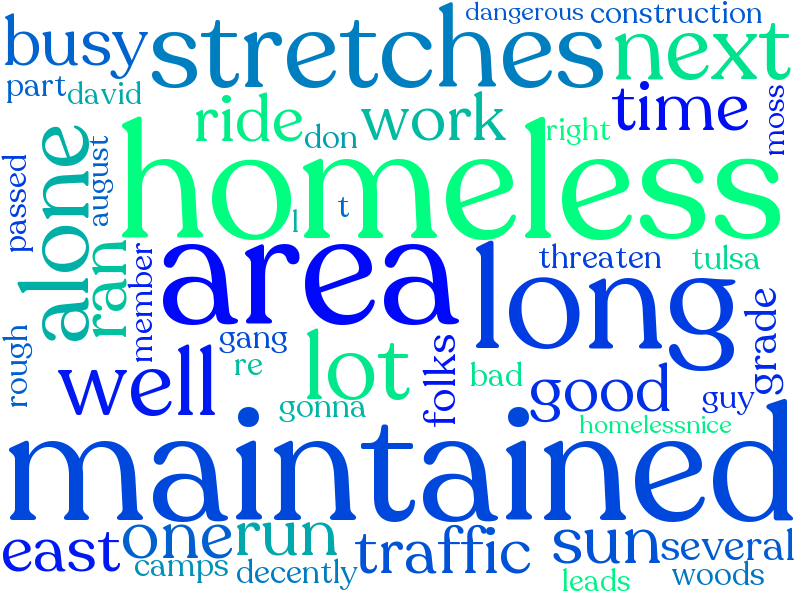 dangerous construction
busy stretches next
part david
ride don work right time moss
passed alone august homeless
l t
ran member area long threaten tulsa
rough gang re lot folks bad grade
well gonna good guy
homelessnice
maintained
east one run traffic sun several
camps decently leads woods